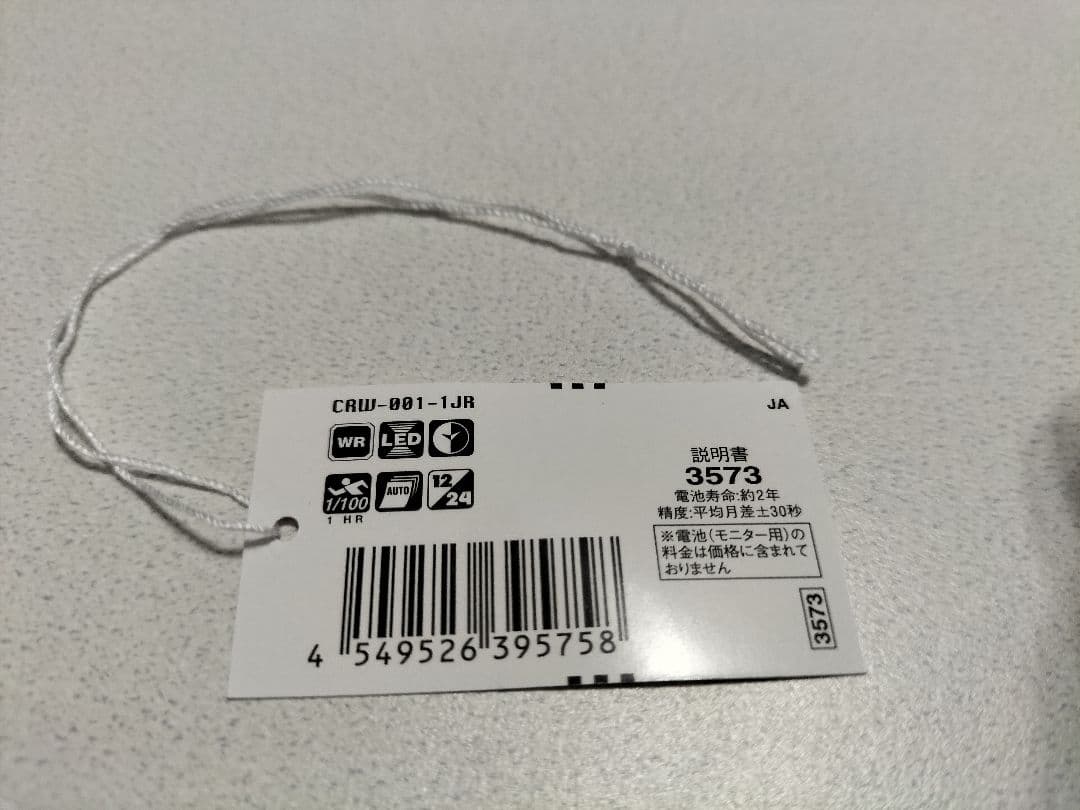 CRW-001-1JR
JA
WR
LED
1/100
1 HR
AUTO
12/24
説明書
3573
電池寿命:約2年
精度:平均月差±30秒
※電池(モニター用)の
料金は価格に含まれて
おりません
3573
4 549526 395758